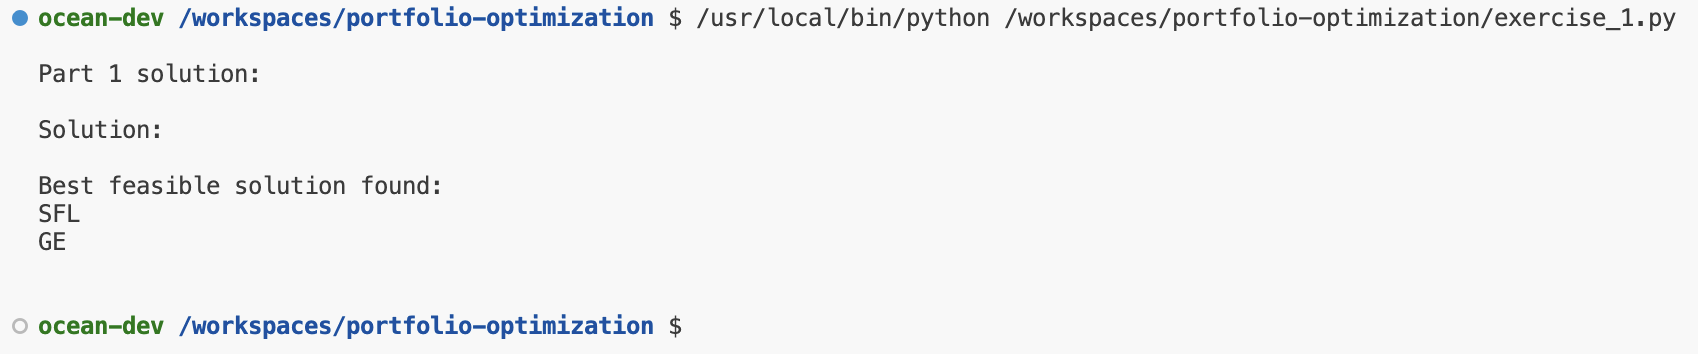 ocean-dev /workspaces/portfolio-optimization $ /usr/local/bin/python /workspaces/portfolio-optimization/exercise_1.py
Part 1 solution:
Solution:
Best feasible solution found:
SFL
GE
ocean-dev /workspaces/portfolio-optimization $